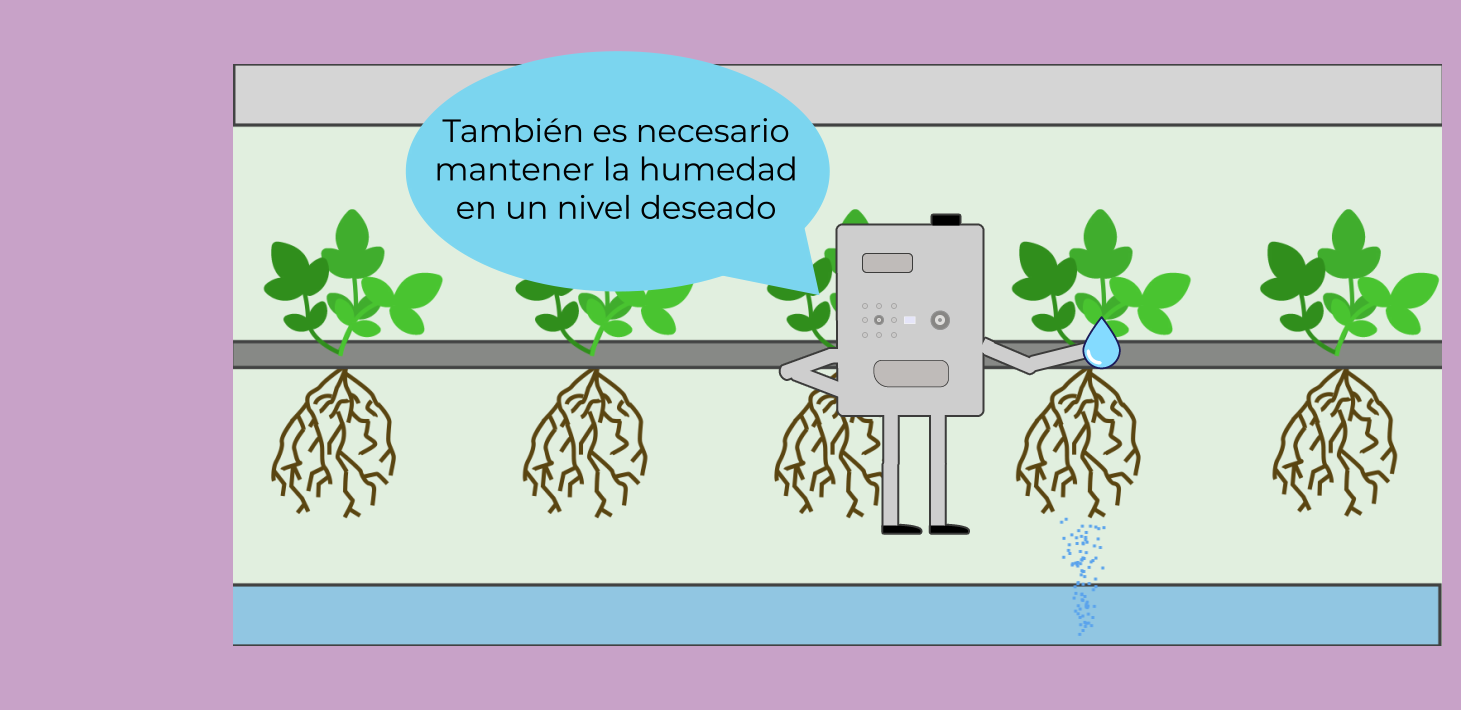 También es necesario
mantener la humedad
en un nivel deseado